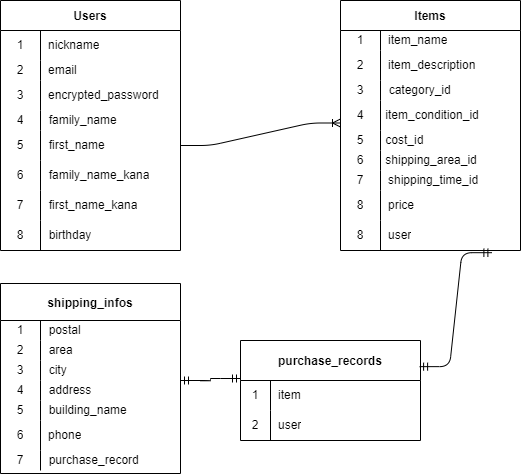 Users
1 nickname
2 email
3 encrypted_password
4 family_name
5 first_name
6 family_name_kana
7 first_name_kana
8 birthday
Items
1 item_name
2 item_description
3 category_id
4 item_condition_id
5 cost_id
6 shipping_area_id
7 shipping_time_id
8 price
8 user
shipping_infos
1 postal
2 area
3 city
4 address
5 building_name
6 phone
7 purchase_record
purchase_records
1 item
2 user